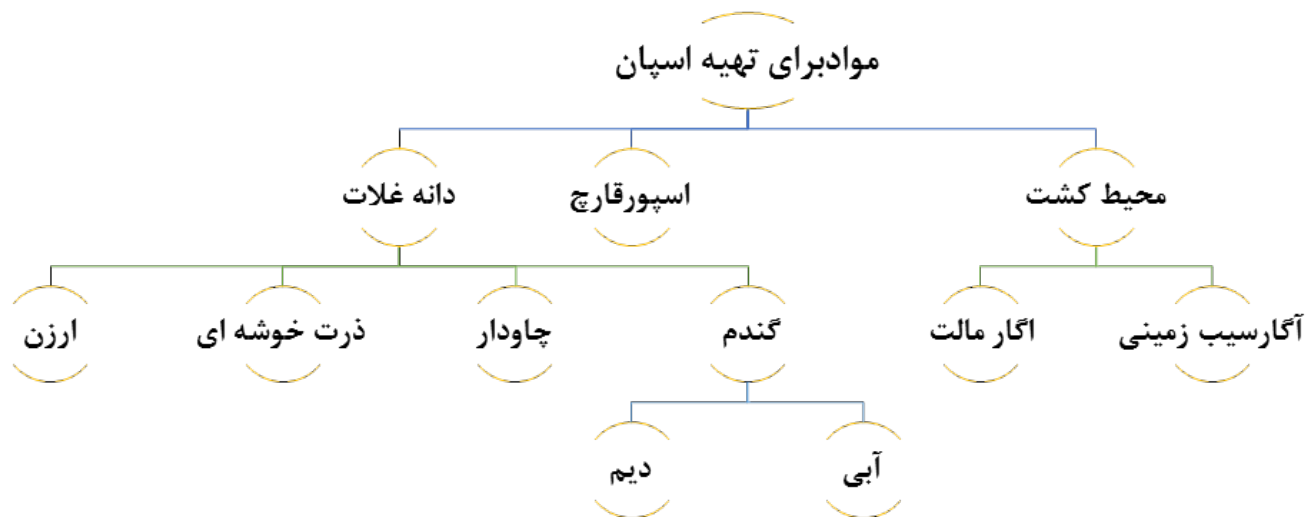 موادبرای تهیه اسپان
محیط کشت
اسپورقارچ
دانه غلات
آگارسیب زمینی
اگار مالت
گندم
چاودار
ذرت خوشه ای
ارزن
آبی
دیم